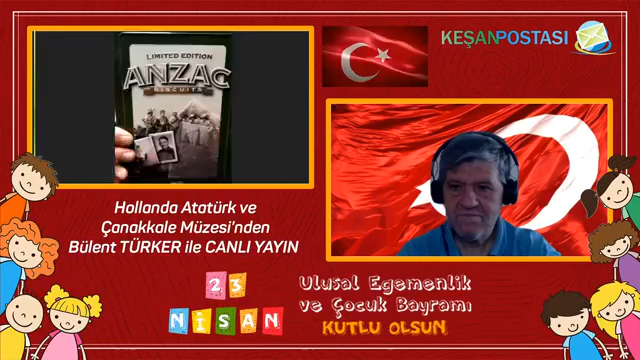 LIMITED EDITION
ANZAC
BISCUITS
KEŞANPOSTASI
Hollanda Atatürk ve
Çanakkale Müzesi'nden
Bülent TÜRKER ile CANLI YAYIN
23
NİSAN
Ulusal Egemenlik
ve Çocuk Bayramı
KUTLU OLSUN